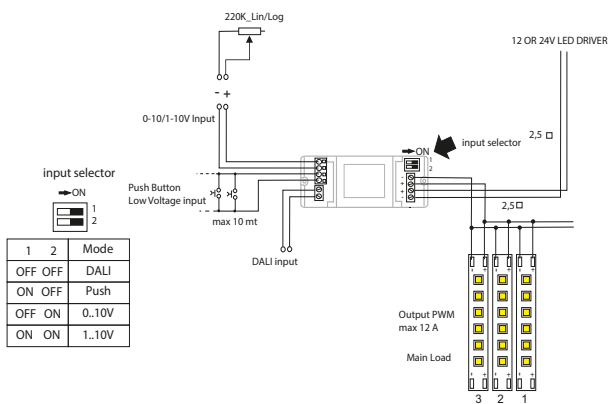 220K_Lin/Log
12 OR 24V LED DRIVER
- +
0-10/1-10V Input
ON
1
2
input selector
2,5 □
input selector
ON
1
2
Push Button
Low Voltage input
max 10 mt
- + + -
2,5 □
DALI input
1 2 Mode
OFF OFF DALI
ON OFF Push
OFF ON 0..10V
ON ON 1..10V
- + - + - +
Output PWM
max 12 A
Main Load
- + - + - +
3 2 1